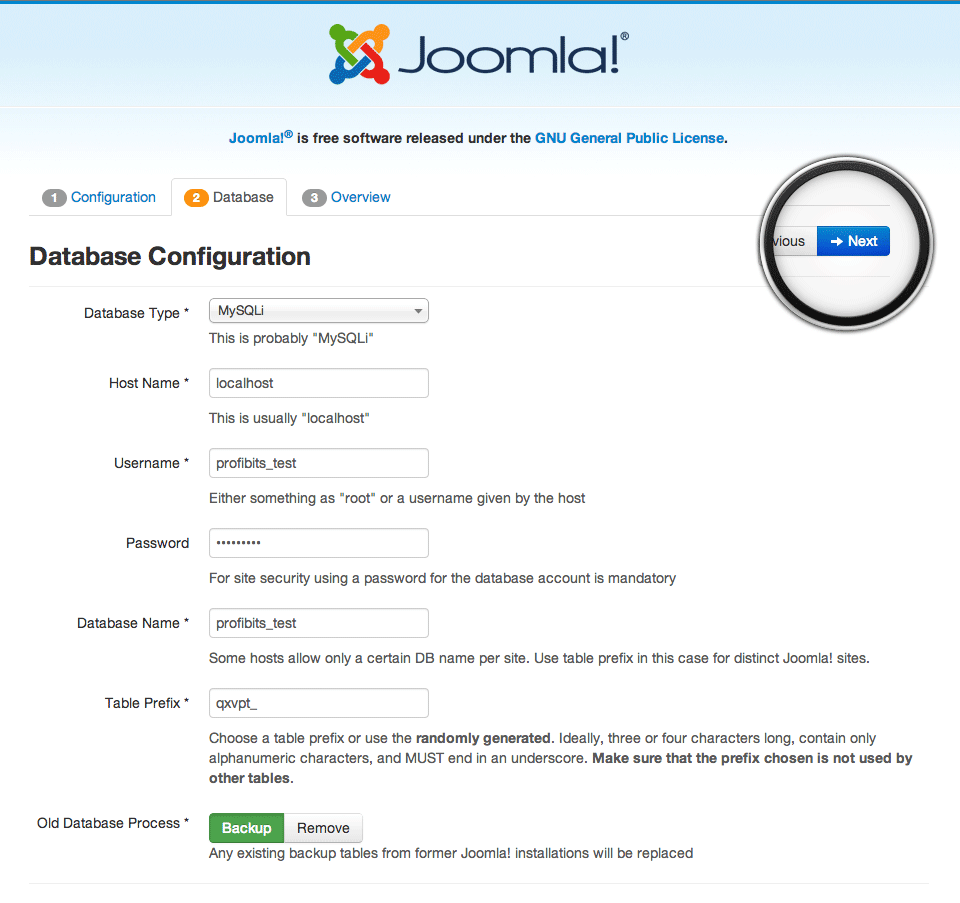 Joomla!®
Joomla!® is free software released under the GNU General Public License.
1 Configuration 2 Database 3 Overview
vious Next
Database Configuration
Database Type * MySQLi
This is probably "MySQLi"
Host Name * localhost
This is usually "localhost"
Username * profibits_test
Either something as "root" or a username given by the host
Password •••••••••
For site security using a password for the database account is mandatory
Database Name * profibits_test
Some hosts allow only a certain DB name per site. Use table prefix in this case for distinct Joomla! sites.
Table Prefix * qxvpt_
Choose a table prefix or use the randomly generated. Ideally, three or four characters long, contain only
alphanumeric characters, and MUST end in an underscore. Make sure that the prefix chosen is not used by
other tables.
Old Database Process * Backup Remove
Any existing backup tables from former Joomla! installations will be replaced